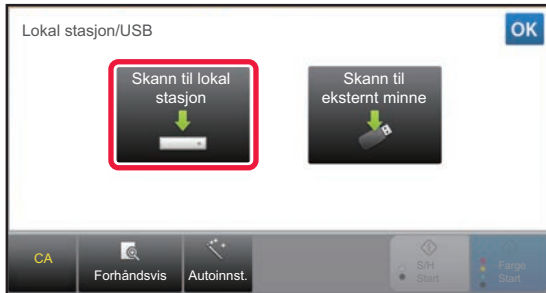 Lokal stasjon/USB
OK
Skann til lokal
stasjon
Skann til
eksternt minne
CA
Forhåndsvis
Autoinnst.
S/H
Start
Farge
Start